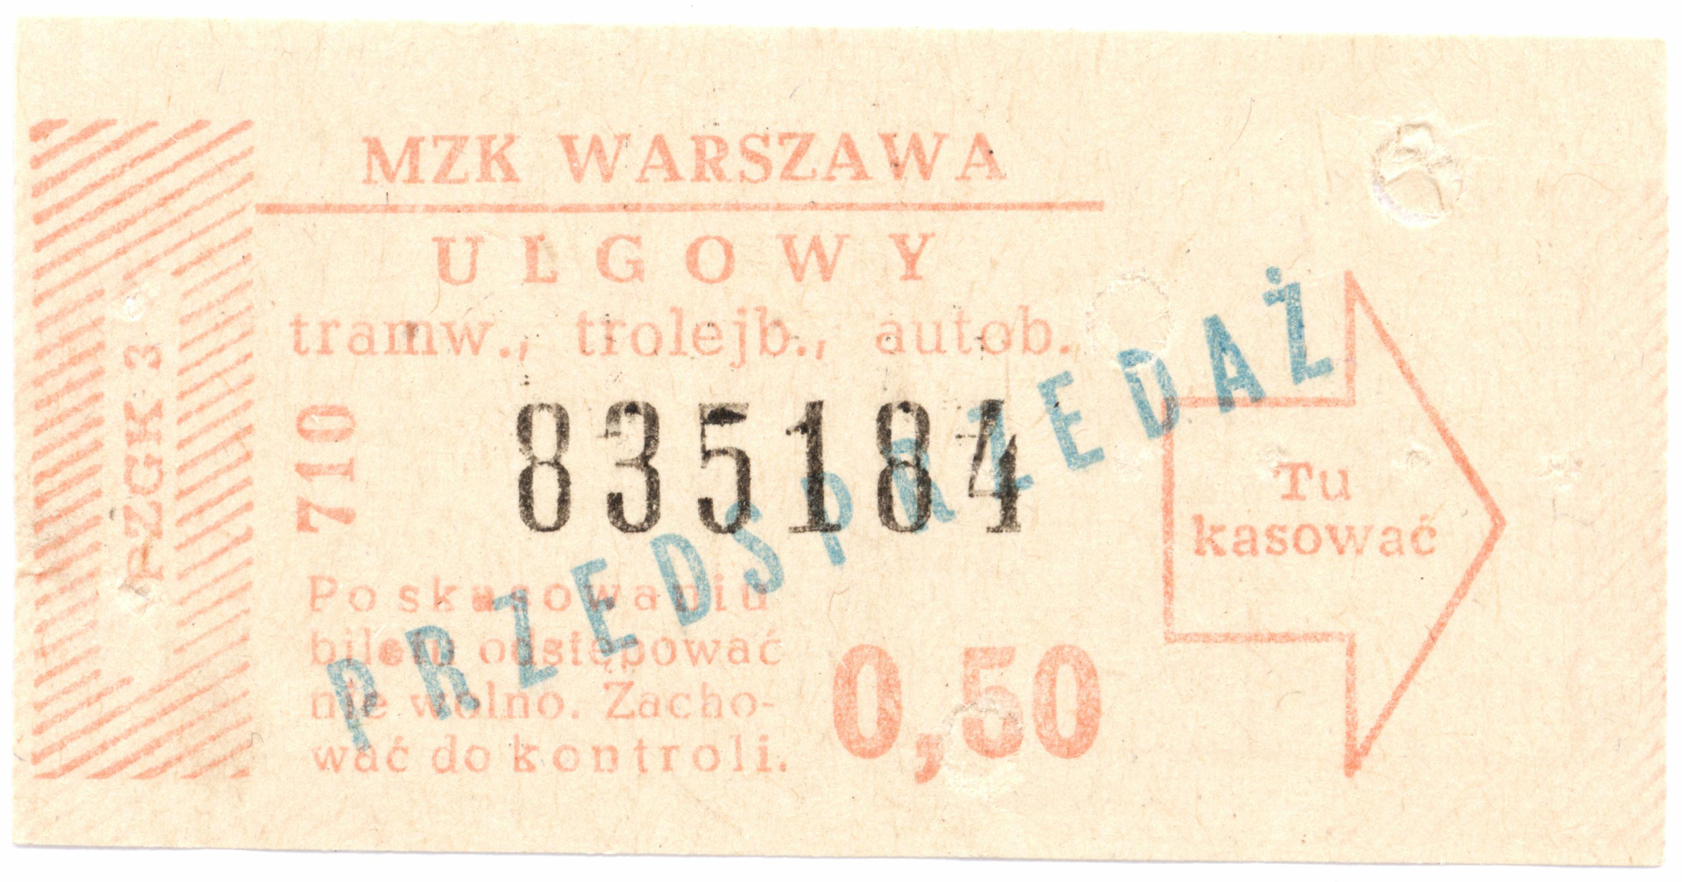 MZK WARSZAWA
ULGOWY
tramw., trolejb., autob.
PZGK 3
710
835184
PRZEDSPRZEDAŻ
Tu
kasować
Po skasowaniu
biletu odstępować
nie wolno. Zacho-
wać do kontroli.
0,50